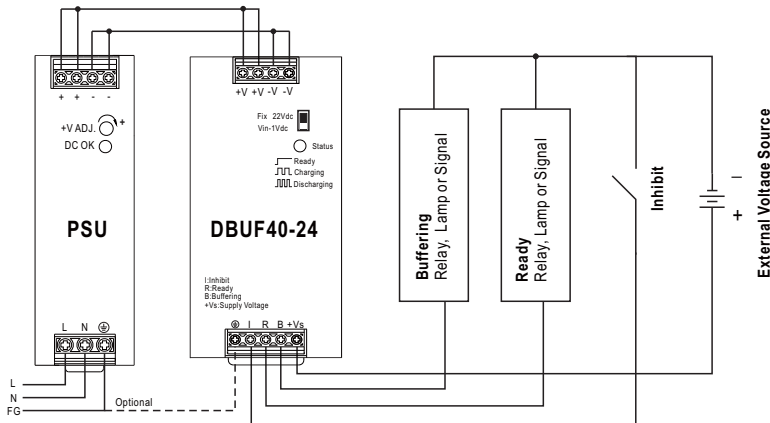 + + - -
+V ADJ.
+
DC OK
PSU
L N
L
N
FG
Optional
+V +V -V -V
Fix 22Vdc
Vin-1Vdc
Status
Ready
Charging
Discharging
DBUF40-24
I:Inhibit
R:Ready
B:Buffering
+Vs:Supply Voltage
I R B +Vs
Buffering
Relay, Lamp or Signal
Ready
Relay, Lamp or Signal
Inhibit
+ -
External Voltage Source